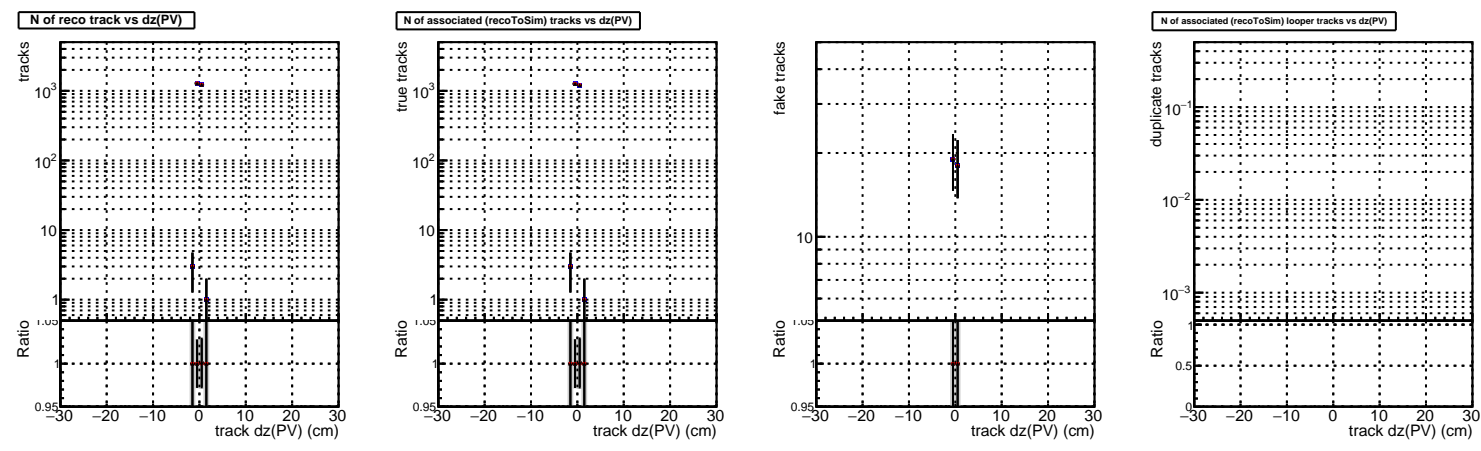 N of reco track vs dz(PV)
tracks
10³
10²
10
1
Ratio
1.05
1
0.95
−30 −20 −10 0 10 20 30
track dz(PV) (cm)
N of associated (recoToSim) tracks vs dz(PV)
true tracks
10³
10²
10
1
Ratio
1.05
1
0.95
−30 −20 −10 0 10 20 30
track dz(PV) (cm)
fake tracks
10
Ratio
1.05
1
0.95
−30 −20 −10 0 10 20 30
track dz(PV) (cm)
N of associated (recoToSim) looper tracks vs dz(PV)
duplicate tracks
10⁻¹
10⁻²
10⁻³
Ratio
1
0.5
0
−30 −20 −10 0 10 20 30
track dz(PV) (cm)